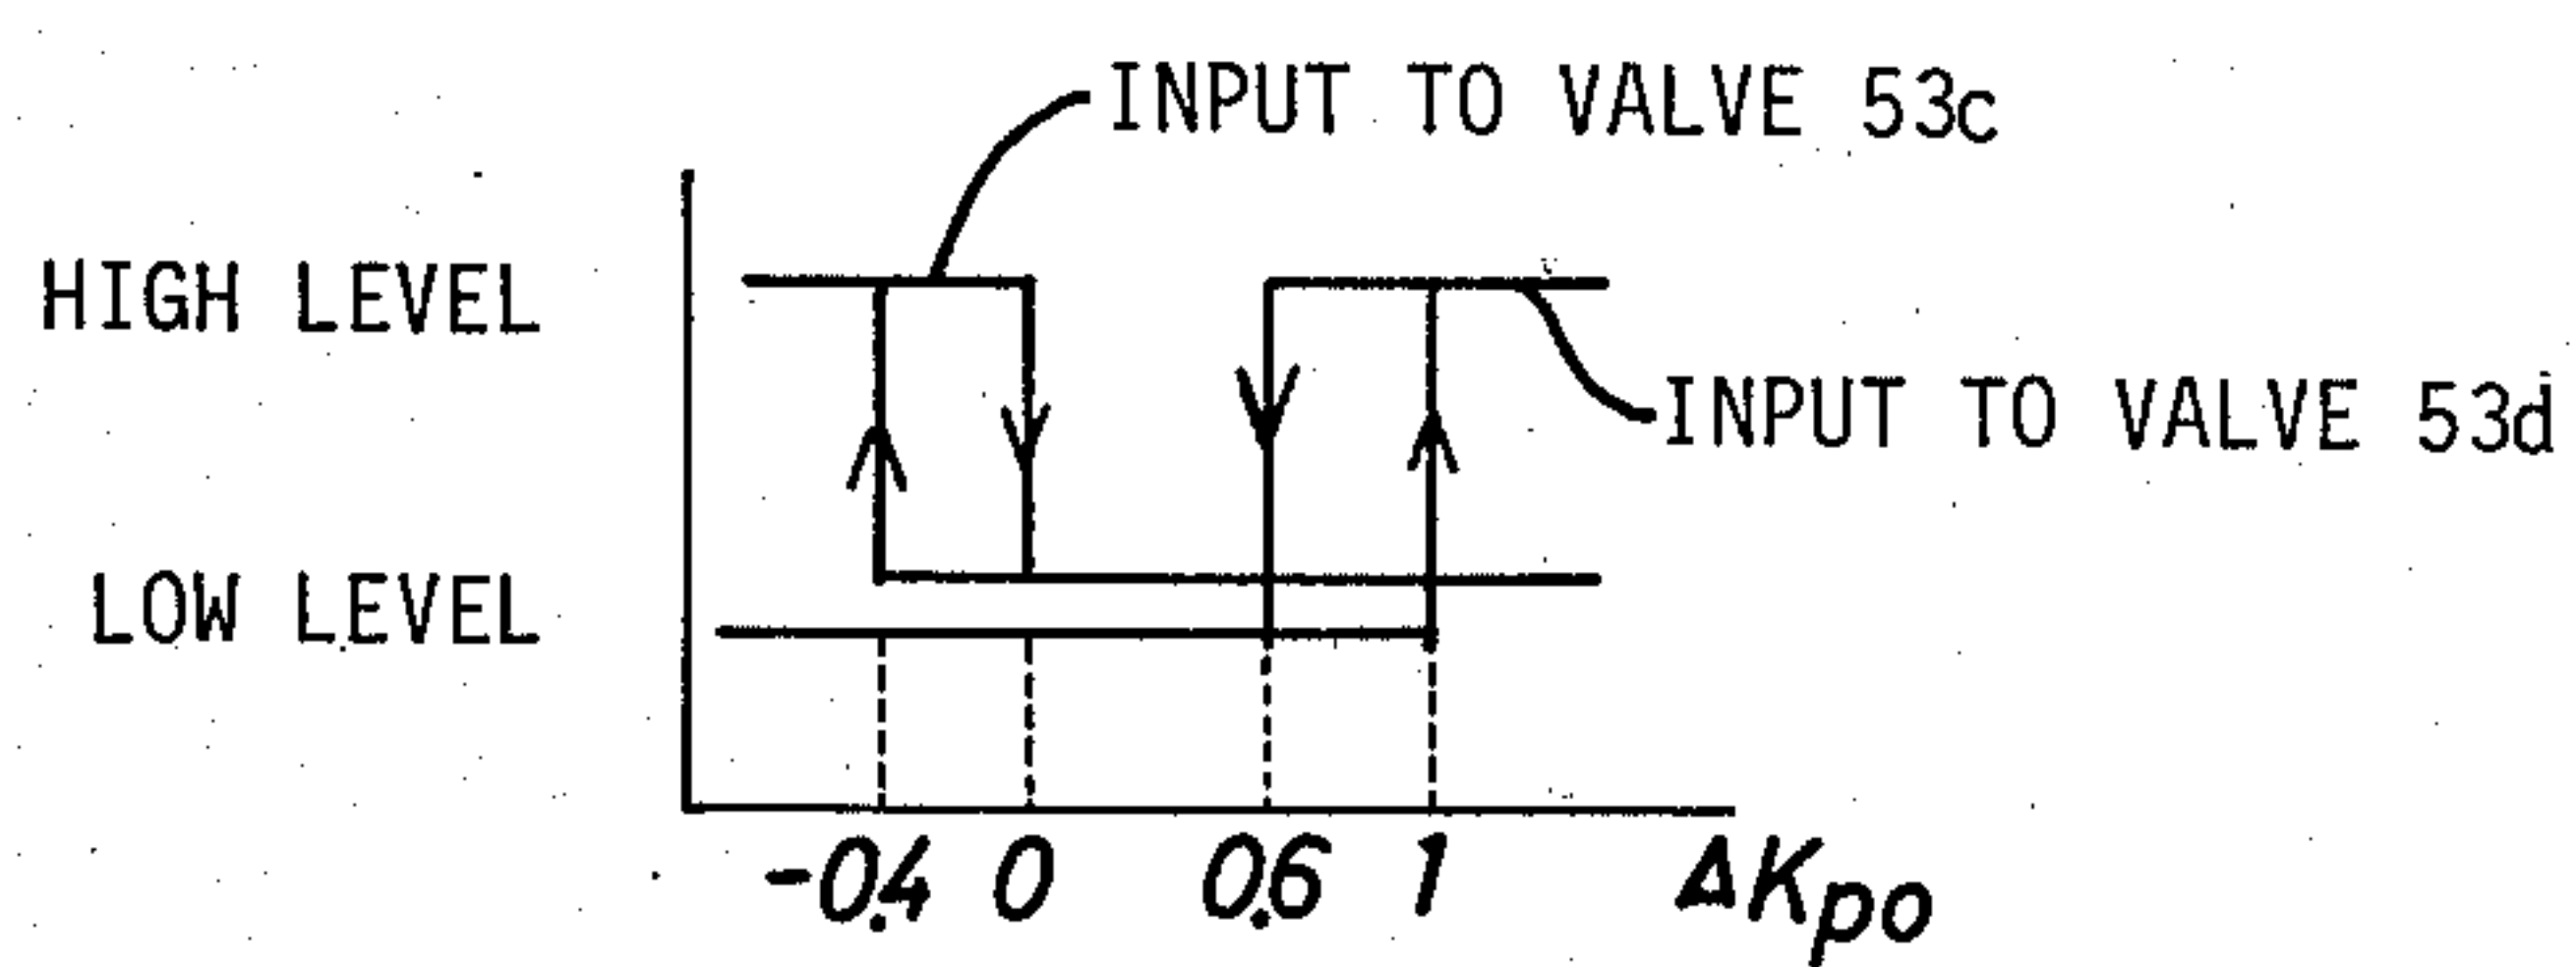 INPUT TO VALVE 53c
HIGH LEVEL
INPUT TO VALVE 53d
LOW LEVEL
-0.4 0 0.6 1 ΔKpo